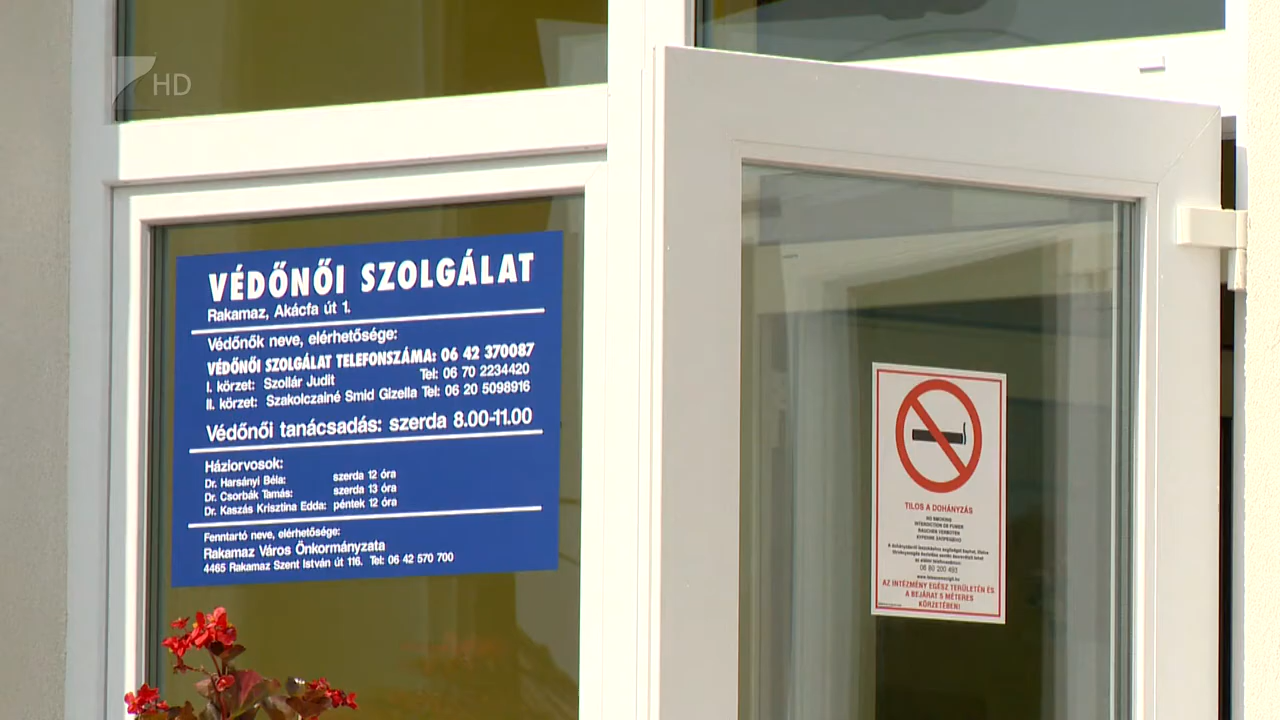 HD
VÉDŐNŐI SZOLGÁLAT
Rakamaz, Akácfa út 1.
Védőnők neve, elérhetősége:
VÉDŐNŐI SZOLGÁLAT TELEFONSZÁMA: 06 42 370087
I. körzet: Szollár Judit Tel: 06 70 2234420
II. körzet: Szakolczainé Smid Gizella Tel: 06 20 5098916
Védőnői tanácsadás: szerda 8.00-11.00
Háziorvosok:
Dr. Harsányi Béla: szerda 12 óra
Dr. Csorbák Tamás: szerda 13 óra
Dr. Kaszás Krisztina Edda: péntek 12 óra
Fenntartó neve, elérhetősége:
Rakamaz Város Önkormányzata
4465 Rakamaz Szent István út 116. Tel: 06 42 570 700
TILOS A DOHÁNYZÁS
NO SMOKING
RAUCHEN VERBOTEN
06 80 200 493
AZ INTÉZMÉNY EGÉSZ TERÜLETÉN ÉS
A BEJÁRAT 5 MÉTERES
KÖRZETÉBEN!